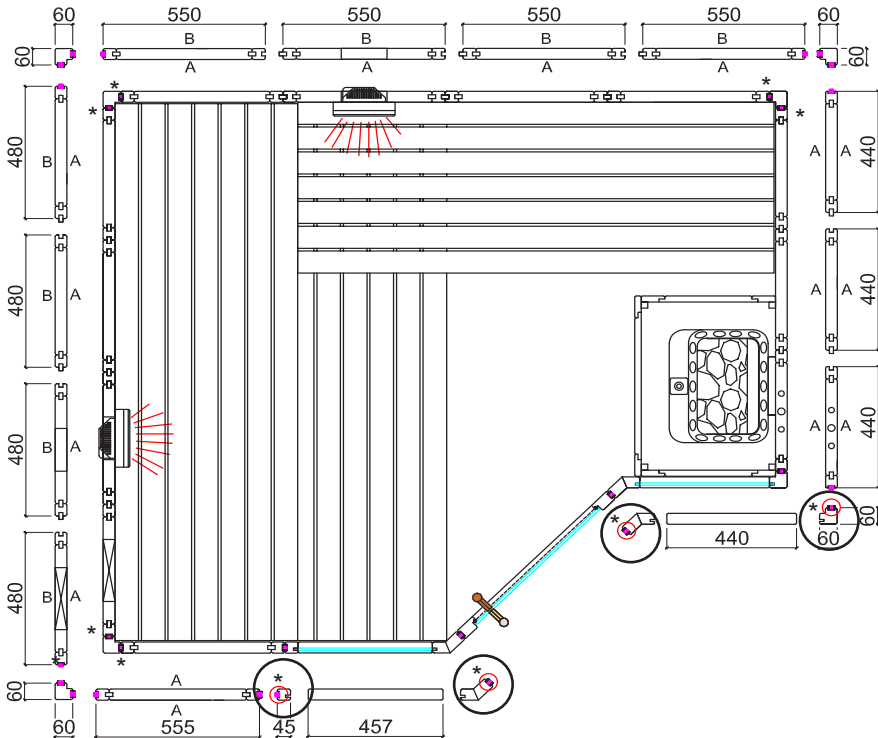 60 550 550 550 550 60
60 B B B B 60
A A A A
* *
* *
480 B A A A 440
480 B A A A 440
480 B A A A 440
* * *
60
440 60
480 B A
*
* *
* *
60 A
A
60 555 45 457